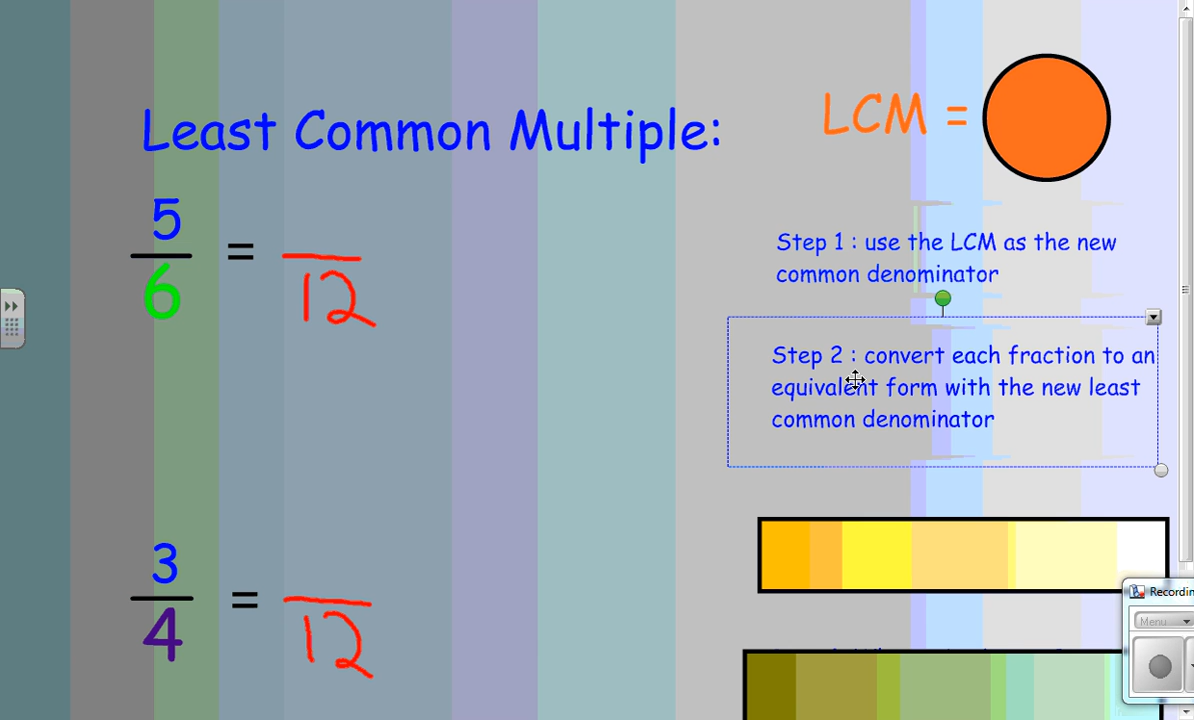 Least Common Multiple:
LCM =
5
6
=
12
Step 1 : use the LCM as the new
common denominator
Step 2 : convert each fraction to an
equivalent form with the new least
common denominator
3
4
=
12
Menu